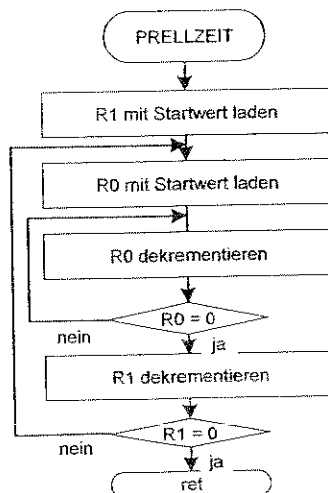 PRELLZEIT
R1 mit Startwert laden
R0 mit Startwert laden
R0 dekrementieren
R0 = 0
nein
ja
R1 dekrementieren
R1 = 0
nein
ja
ret